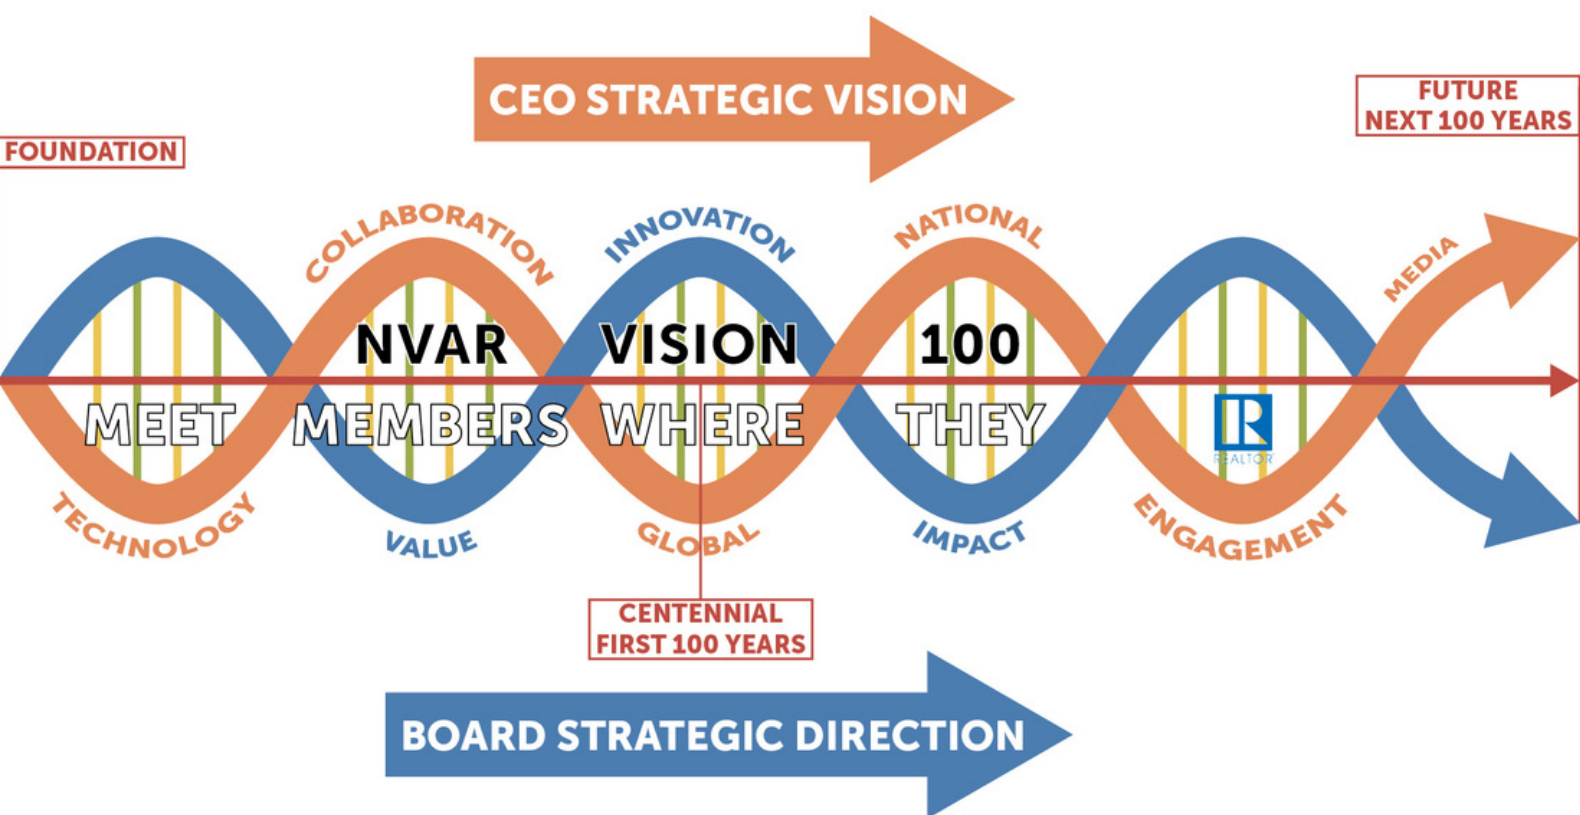 CEO STRATEGIC VISION
FUTURE
NEXT 100 YEARS
FOUNDATION
COLLABORATION
INNOVATION
NATIONAL
MEDIA
NVAR VISION 100
MEET MEMBERS WHERE THEY
R
REALTOR
TECHNOLOGY
VALUE
GLOBAL
IMPACT
ENGAGEMENT
CENTENNIAL
FIRST 100 YEARS
BOARD STRATEGIC DIRECTION